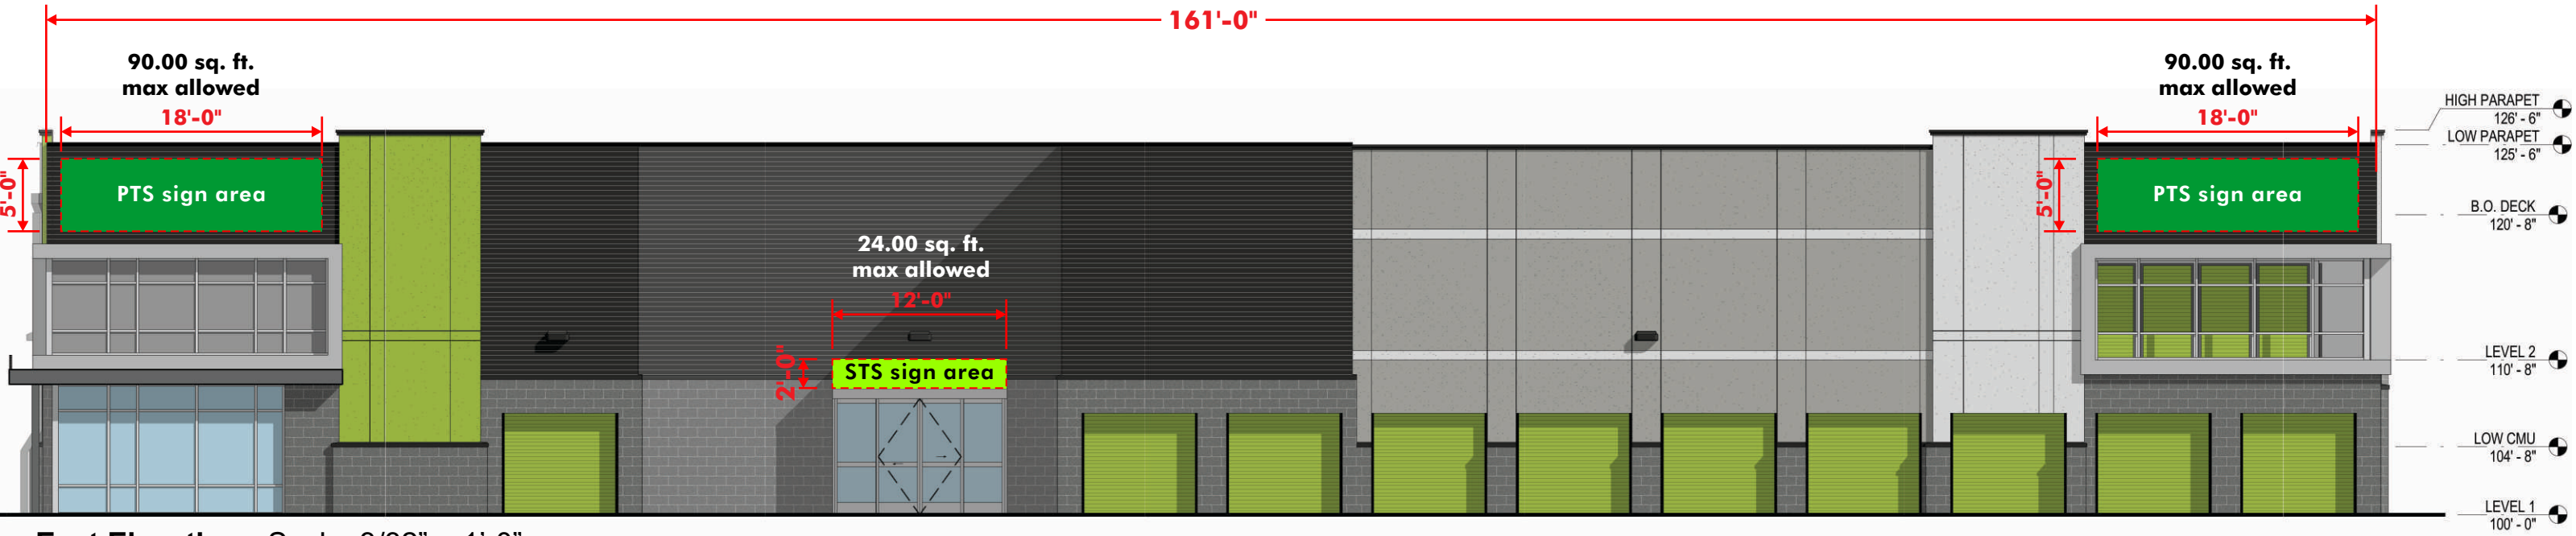 161'-0"
90.00 sq. ft.
max allowed
18'-0"
90.00 sq. ft.
max allowed
18'-0"
HIGH PARAPET
126' - 6"
LOW PARAPET
125' - 6"
5'-0"
PTS sign area
5'-0"
PTS sign area
B.O. DECK
120' - 8"
24.00 sq. ft.
max allowed
12'-0"
2'-0"
STS sign area
LEVEL 2
110' - 8"
LOW CMU
104' - 8"
LEVEL 1
100' - 0"